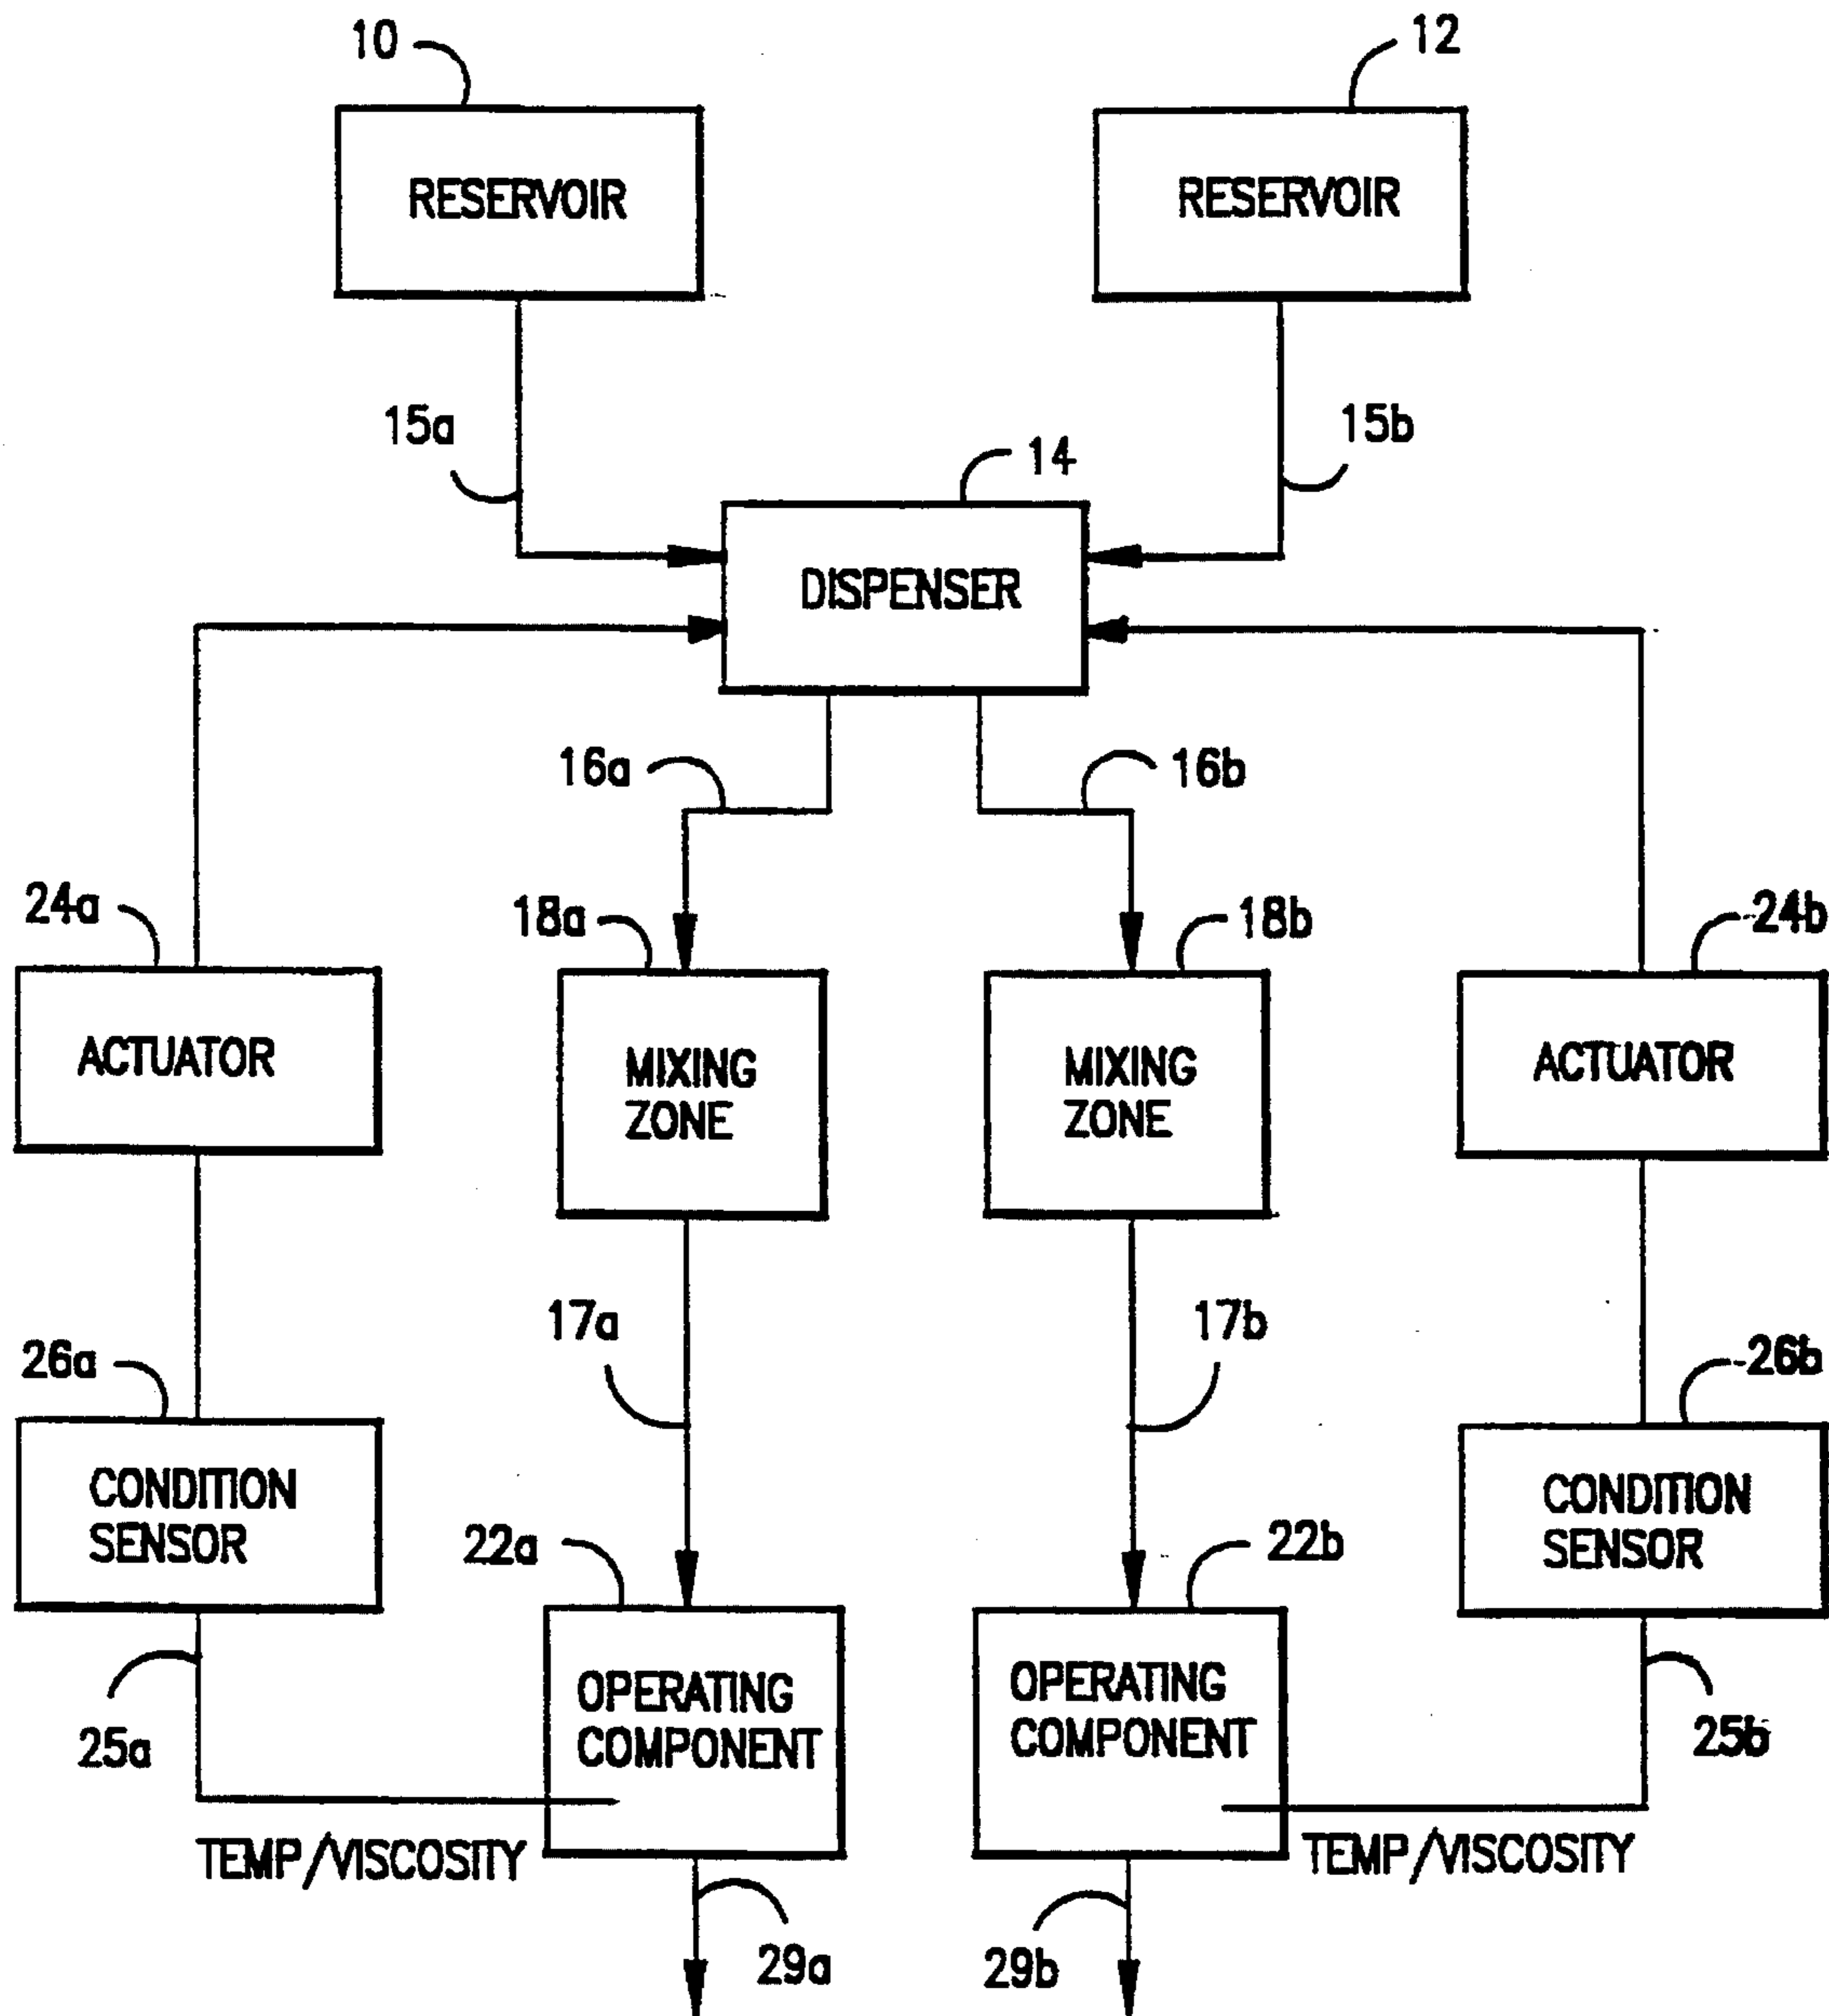 10
12
RESERVOIR
RESERVOIR
15a
15b
14
DISPENSER
16a
16b
24a
18a
18b
24b
ACTUATOR
MIXING
ZONE
MIXING
ZONE
ACTUATOR
17a
17b
26a
26b
CONDITION
SENSOR
CONDITION
SENSOR
22a
22b
OPERATING
COMPONENT
OPERATING
COMPONENT
25a
25b
TEMP/VISCOSITY
TEMP/VISCOSITY
29a
29b